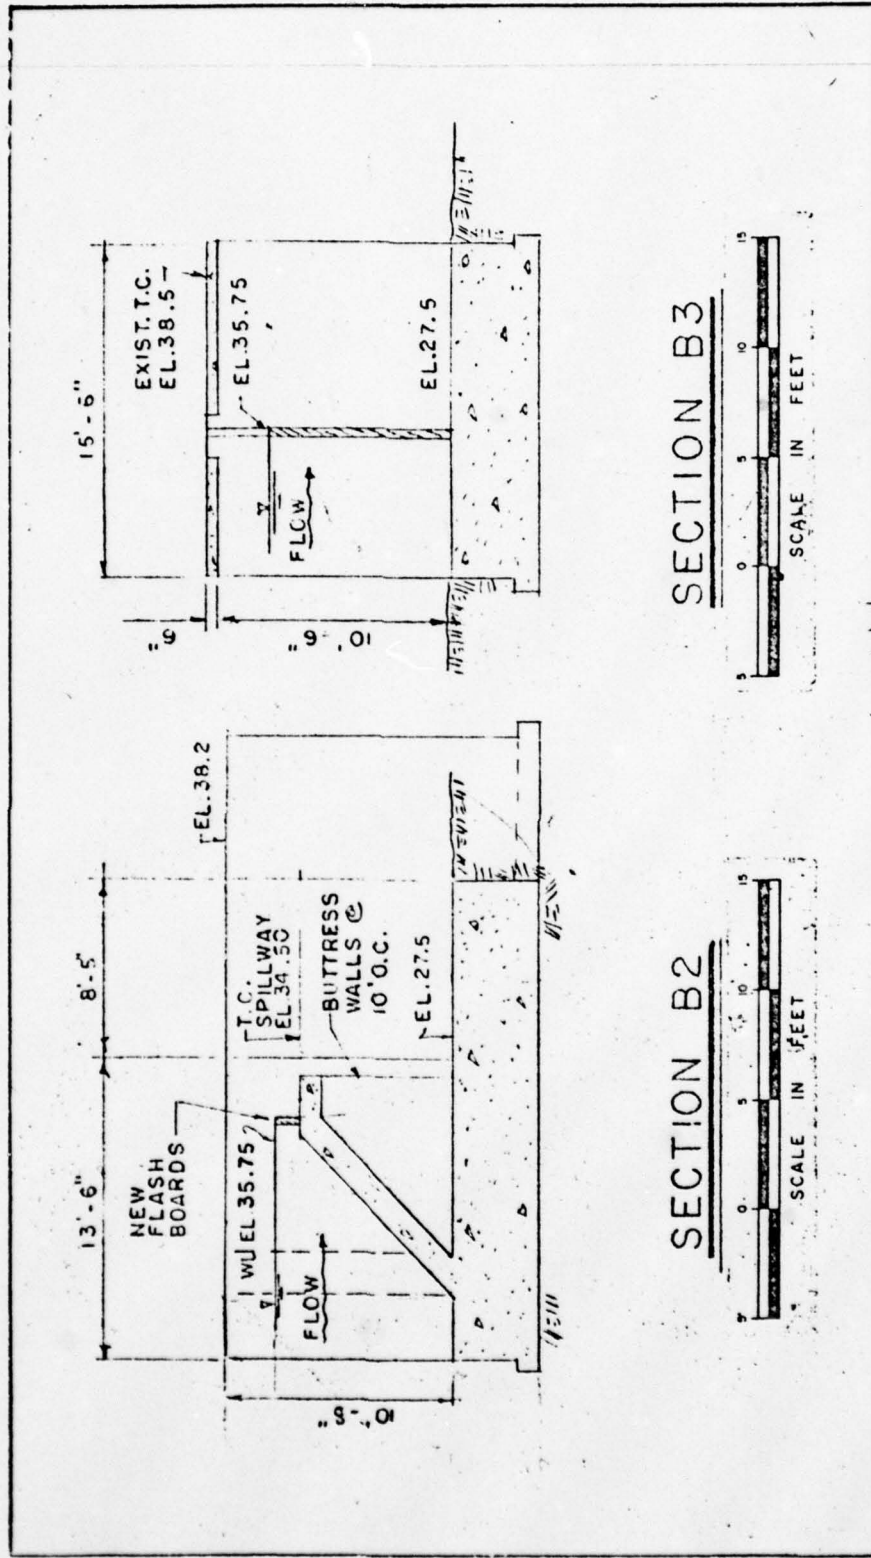 13'-6"
8'-5"
NEW
FLASH
BOARDS
WL EL. 35.75
FLOW
T.C.
SPILLWAY
EL. 34.50
BUTTRESS
WALLS @
10' O.C.
EL. 27.5
EL. 38.2
10'-8"
SECTION B2
5 0 5 10 15
SCALE IN FEET
15'-6"
EXIST. T.C.
EL. 38.5
EL. 35.75
FLOW
EL. 27.5
6"
10'-6"
SECTION B3
5 0 5 10 15
SCALE IN FEET